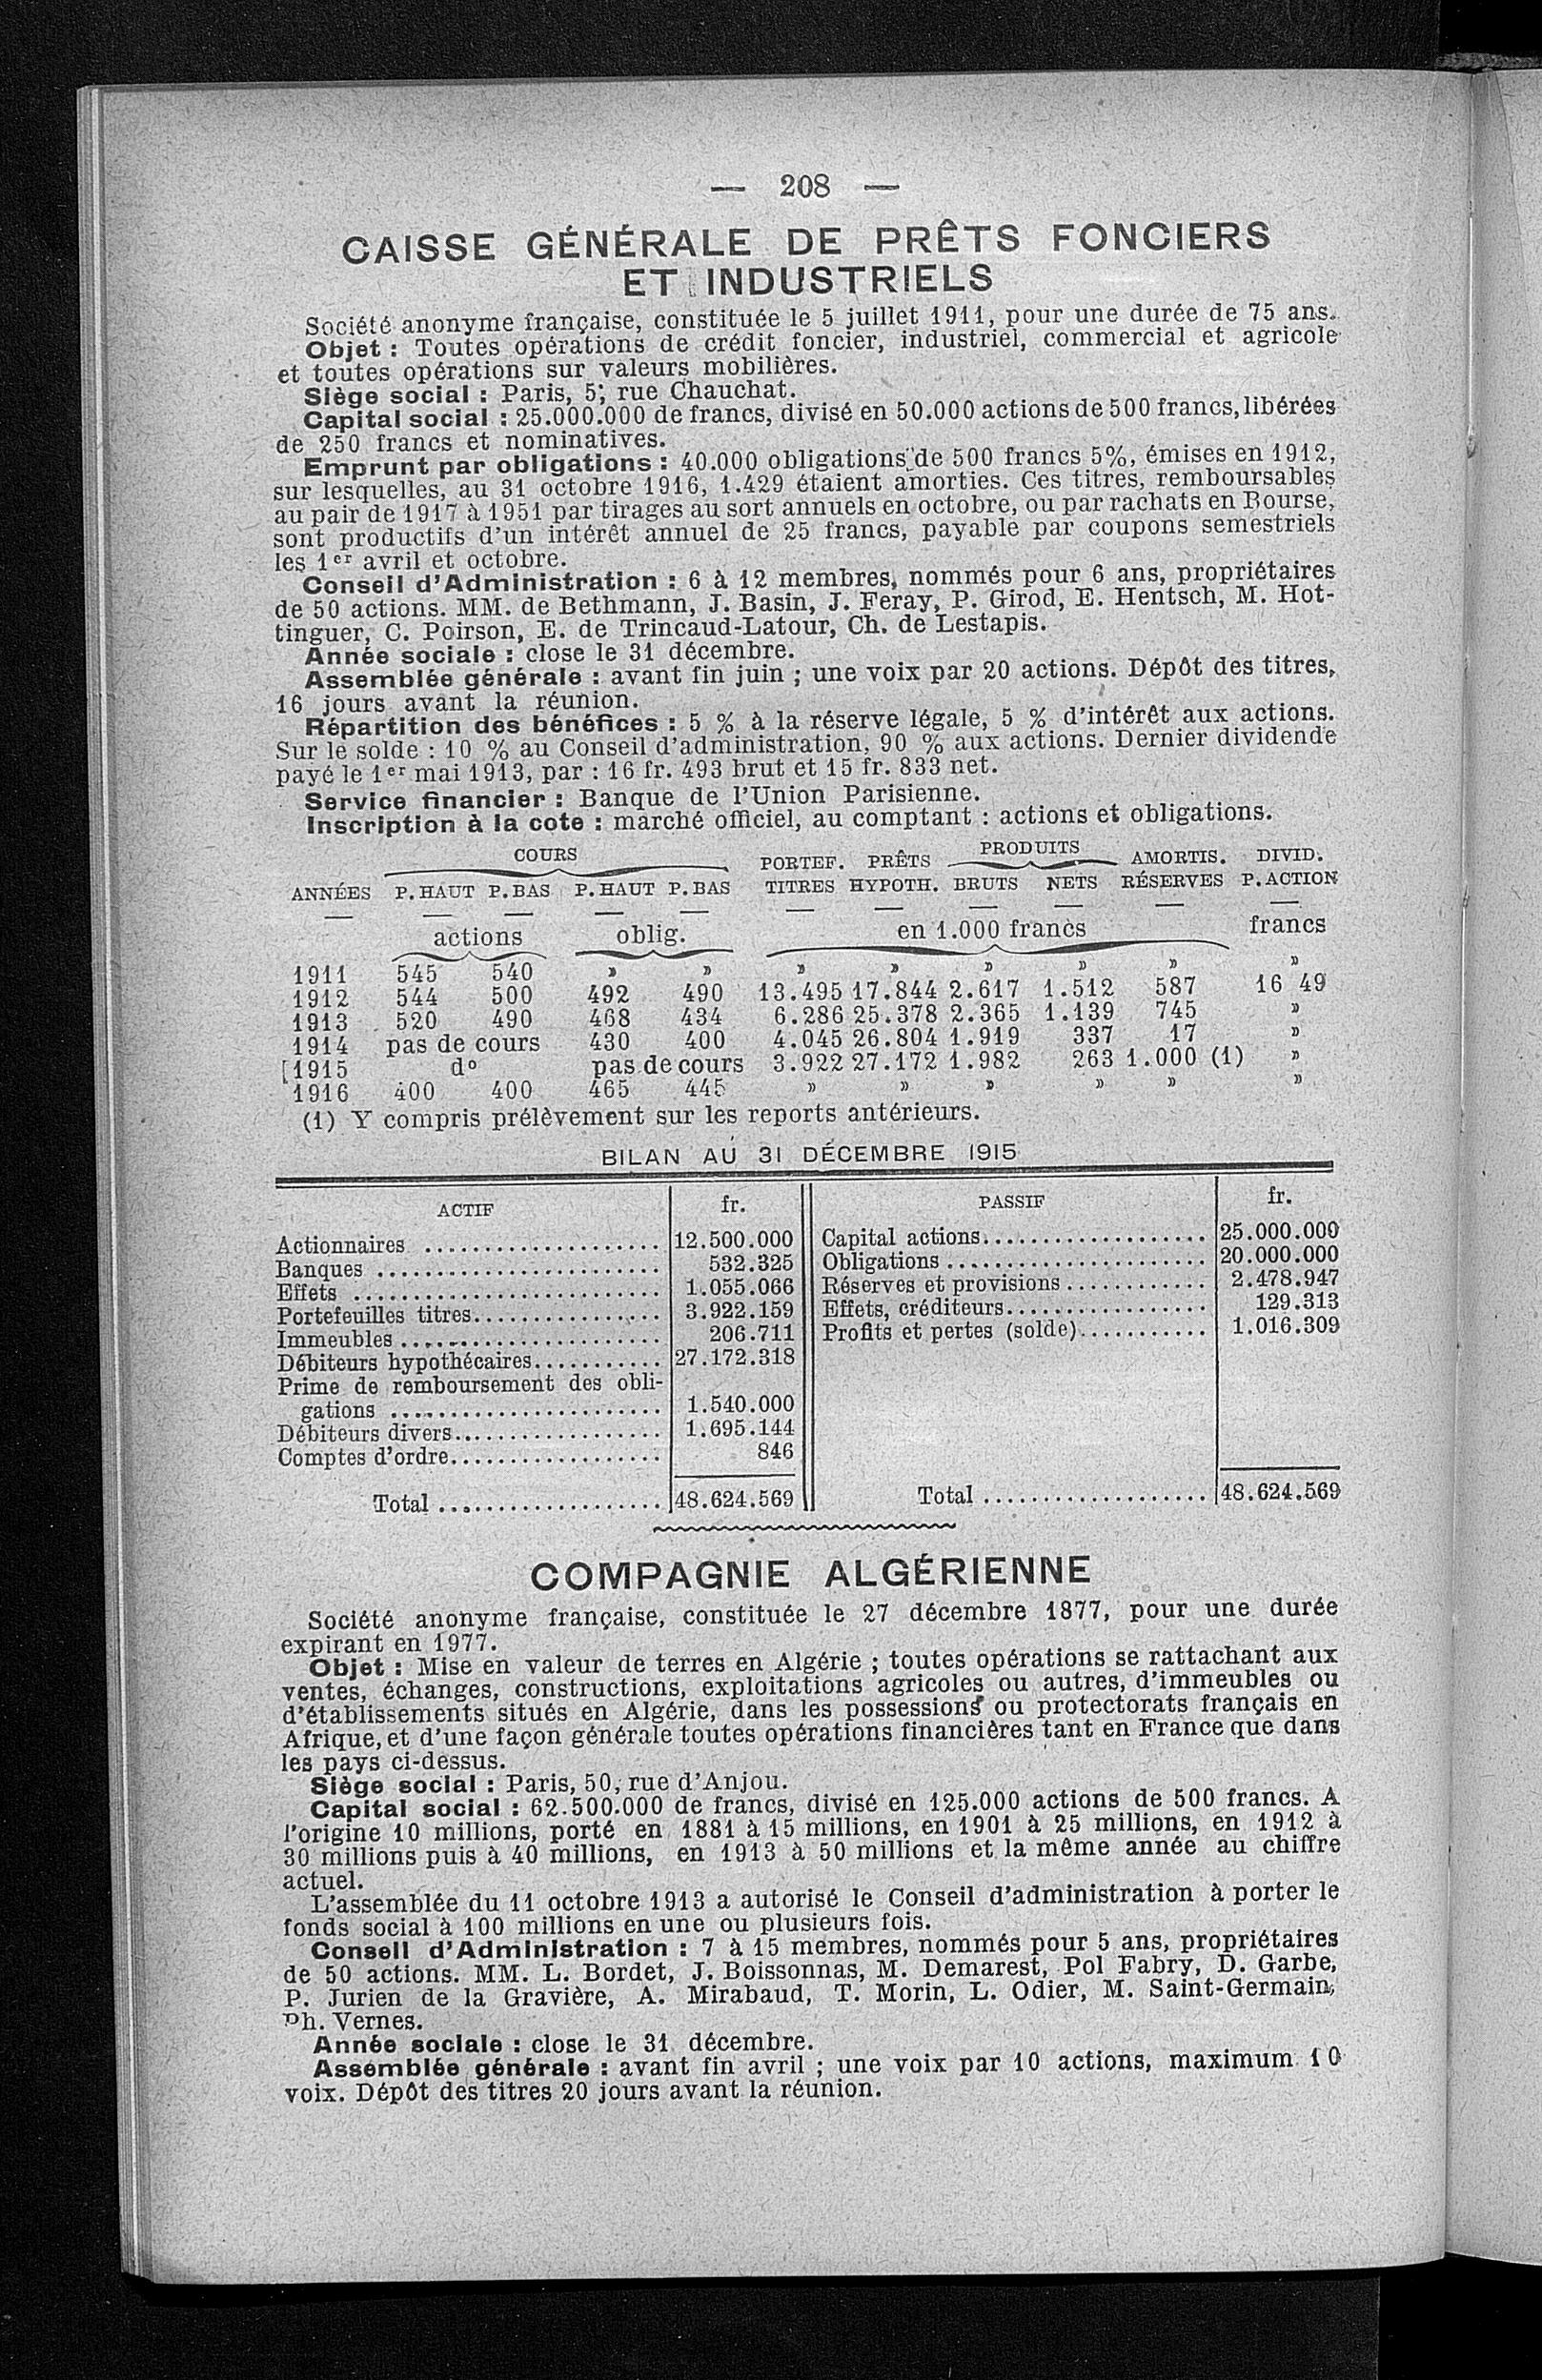 — 208 —
CAISSE GÉNÉRALE DE PRÊTS FONCIERS
ET INDUSTRIELS
Société anonyme française, constituée le 5 juillet 1911, pour une durée de 75 ans.
Objet : Toutes opérations de crédit foncier, industriel, commercial et agricole
et toutes opérations sur valeurs mobilières.
Siège social : Paris, 5, rue Chauchat.
Capital social : 25.000.000 de francs, divisé en 50.000 actions de 500 francs, libérées
de 250 francs et nominatives.
Emprunt par obligations : 40.000 obligations de 500 francs 5%, émises en 1912,
sur lesquelles, au 31 octobre 1916, 1.429 étaient amorties. Ces titres, remboursables
au pair de 1917 à 1951 par tirages au sort annuels en octobre, ou par rachats en Bourse,
sont productifs d'un intérêt annuel de 25 francs, payable par coupons semestriels
les 1er avril et octobre.
Conseil d'Administration : 6 à 12 membres, nommés pour 6 ans, propriétaires
de 50 actions. MM. de Bethmann, J. Basin, J. Feray, P. Girod, E. Hentsch, M. Hot-
tinguer, C. Poirson, E. de Trincaud-Latour, Ch. de Lestapis.
Année sociale : close le 31 décembre.
Assemblée générale : avant fin juin ; une voix par 20 actions. Dépôt des titres,
16 jours avant la réunion.
Répartition des bénéfices : 5 % à la réserve légale, 5 % d'intérêt aux actions.
Sur le solde : 10 % au Conseil d'administration, 90 % aux actions. Dernier dividende
payé le 1er mai 1913, par : 16 fr. 493 brut et 15 fr. 833 net.
Service financier : Banque de l'Union Parisienne.
Inscription à la cote : marché officiel, au comptant : actions et obligations.
COURS PORTEF. PRÊTS PRODUITS AMORTIS. DIVID.
ANNÉES P.HAUT P.BAS P.HAUT P.BAS TITRES HYPOTH. BRUTS NETS RÉSERVES P.ACTION
— — — — — — — — — — —
actions oblig. en 1.000 francs francs
1911 545 540 » » » » » » » »
1912 544 500 492 490 13.495 17.844 2.617 1.512 587 16 49
1913 520 490 468 434 6.286 25.378 2.365 1.139 745 »
1914 pas de cours 430 400 4.045 26.804 1.919 337 17 »
[1915 do pas de cours 3.922 27.172 1.982 263 1.000 (1) »
1916 400 400 465 445 » » » » » »
(1) Y compris prélèvement sur les reports antérieurs.
BILAN AU 31 DÉCEMBRE 1915
ACTIF fr. PASSIF fr.
Actionnaires .................... 12.500.000 Capital actions................... 25.000.000
Banques ........................ 532.325 Obligations ...................... 20.000.000
Effets .......................... 1.055.066 Réserves et provisions ............ 2.478.947
Portefeuilles titres................ 3.922.159 Effets, créditeurs................. 129.313
Immeubles ...................... 206.711 Profits et pertes (solde)........... 1.016.309
Débiteurs hypothécaires........... 27.172.318
Prime de remboursement des obli-
gations ....................... 1.540.000
Débiteurs divers.................. 1.695.144
Comptes d'ordre.................. 846
Total ................... 48.624.569 Total ................... 48.624.569
COMPAGNIE ALGÉRIENNE
Société anonyme française, constituée le 27 décembre 1877, pour une durée
expirant en 1977.
Objet : Mise en valeur de terres en Algérie ; toutes opérations se rattachant aux
ventes, échanges, constructions, exploitations agricoles ou autres, d'immeubles ou
d'établissements situés en Algérie, dans les possessions ou protectorats français en
Afrique, et d'une façon générale toutes opérations financières tant en France que dans
les pays ci-dessus.
Siège social : Paris, 50, rue d'Anjou.
Capital social : 62.500.000 de francs, divisé en 125.000 actions de 500 francs. A
l'origine 10 millions, porté en 1881 à 15 millions, en 1901 à 25 millions, en 1912 à
30 millions puis à 40 millions, en 1913 à 50 millions et la même année au chiffre
actuel.
L'assemblée du 11 octobre 1913 a autorisé le Conseil d'administration à porter le
fonds social à 100 millions en une ou plusieurs fois.
Conseil d'Administration : 7 à 15 membres, nommés pour 5 ans, propriétaires
de 50 actions. MM. L. Bordet, J. Boissonnas, M. Demarest, Pol Fabry, D. Garbe,
P. Jurien de la Gravière, A. Mirabaud, T. Morin, L. Odier, M. Saint-Germain,
Ph. Vernes.
Année sociale : close le 31 décembre.
Assemblée générale : avant fin avril ; une voix par 10 actions, maximum 10
voix. Dépôt des titres 20 jours avant la réunion.